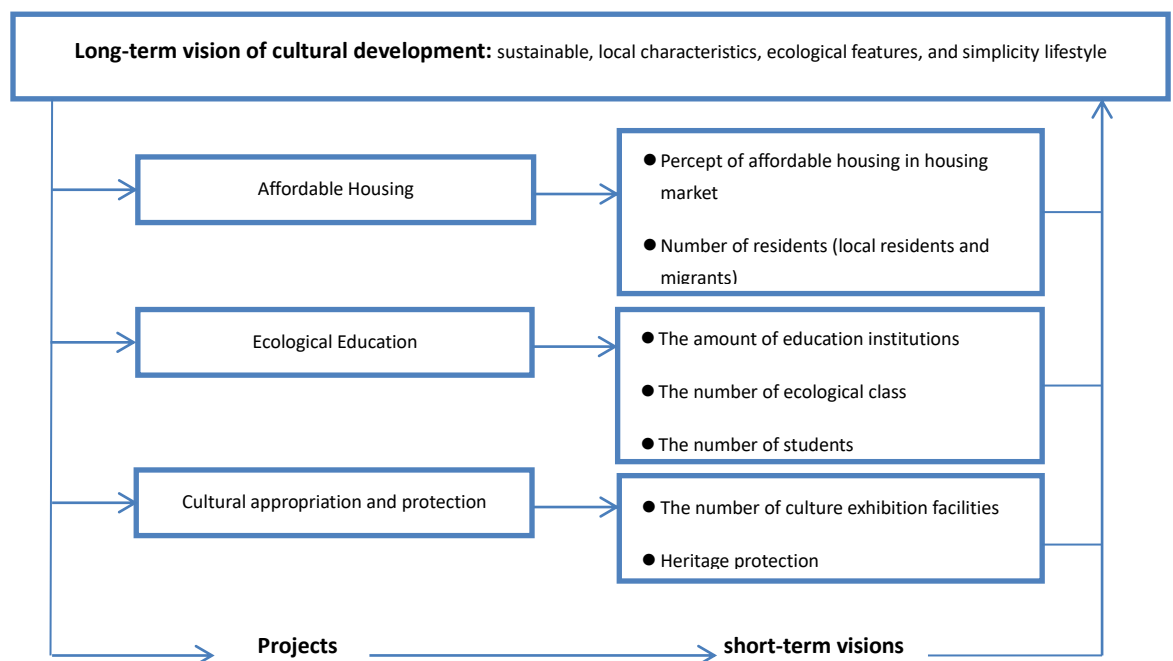 Long-term vision of cultural development: sustainable, local characteristics, ecological features, and simplicity lifestyle
Affordable Housing
● Percept of affordable housing in housing
market
● Number of residents (local residents and
migrants)
Ecological Education
● The amount of education institutions
● The number of ecological class
● The number of students
Cultural appropriation and protection
● The number of culture exhibition facilities
● Heritage protection
Projects
short-term visions